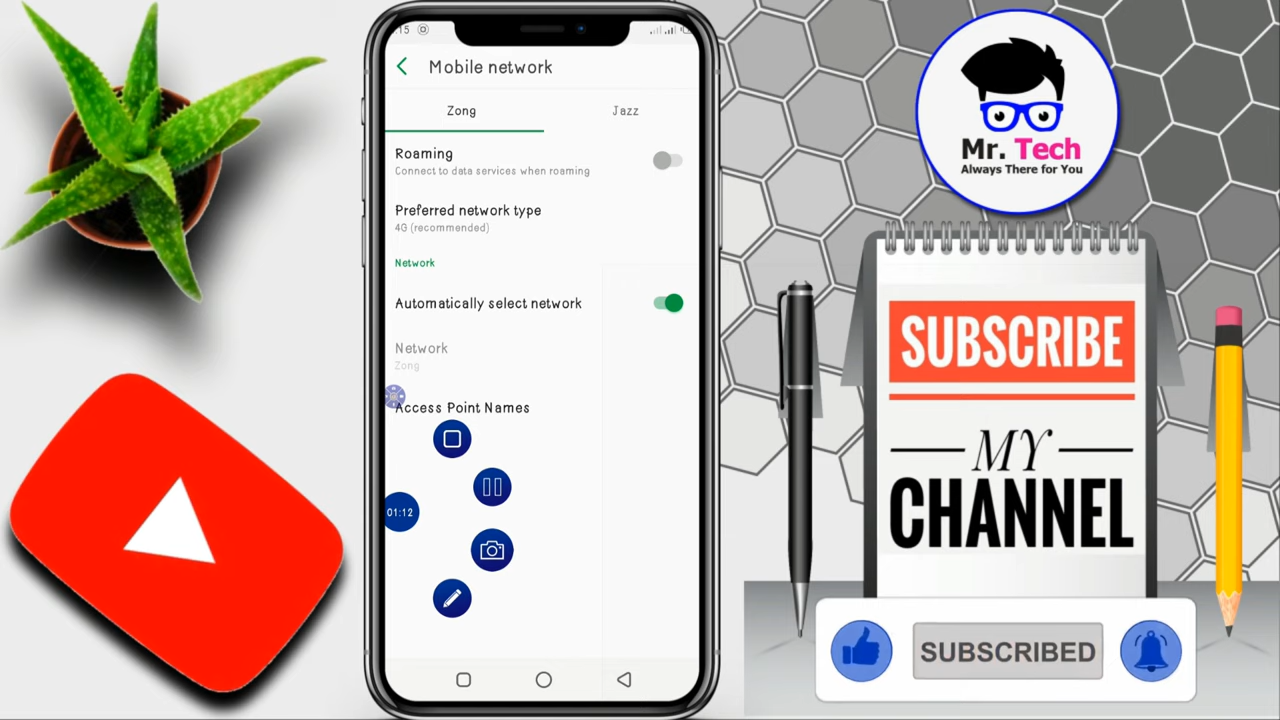 :15
Mobile network
Zong
Jazz
Roaming
Connect to data services when roaming
Preferred network type
4G (recommended)
Network
Automatically select network
Network
Zong
Access Point Names
01:12
Mr. Tech
Always There for You
SUBSCRIBE
MY
CHANNEL
SUBSCRIBED